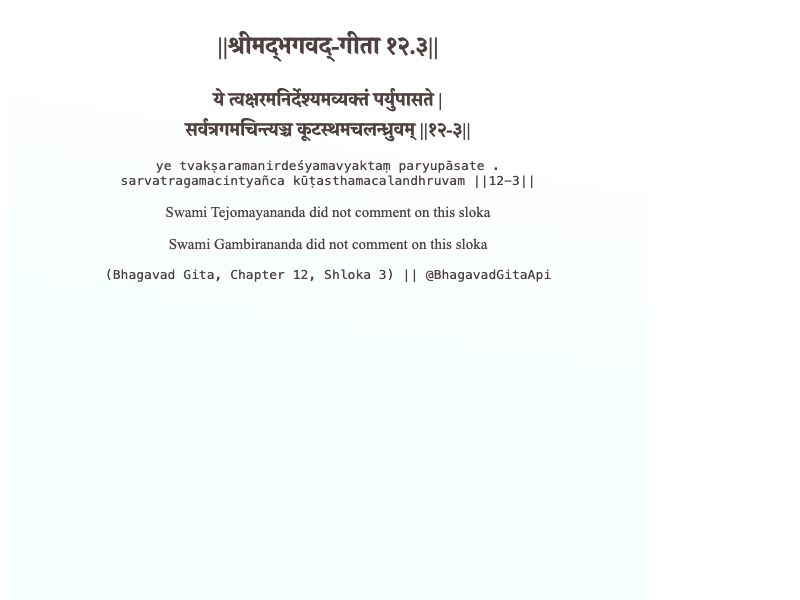 ||श्रीमद्‍भगवद्-गीता १२.३||
ये त्वक्षरमनिर्देश्यमव्यक्तं पर्युपासते |
सर्वत्रगमचिन्त्यञ्च कूटस्थमचलन्ध्रुवम् ||१२-३||
ye tvakṣaramanirdeśyamavyaktaṃ paryupāsate .
sarvatragamacintyañca kūṭasthamacalandhruvam ||12-3||
Swami Tejomayananda did not comment on this sloka
Swami Gambirananda did not comment on this sloka
(Bhagavad Gita, Chapter 12, Shloka 3) || @BhagavadGitaApi